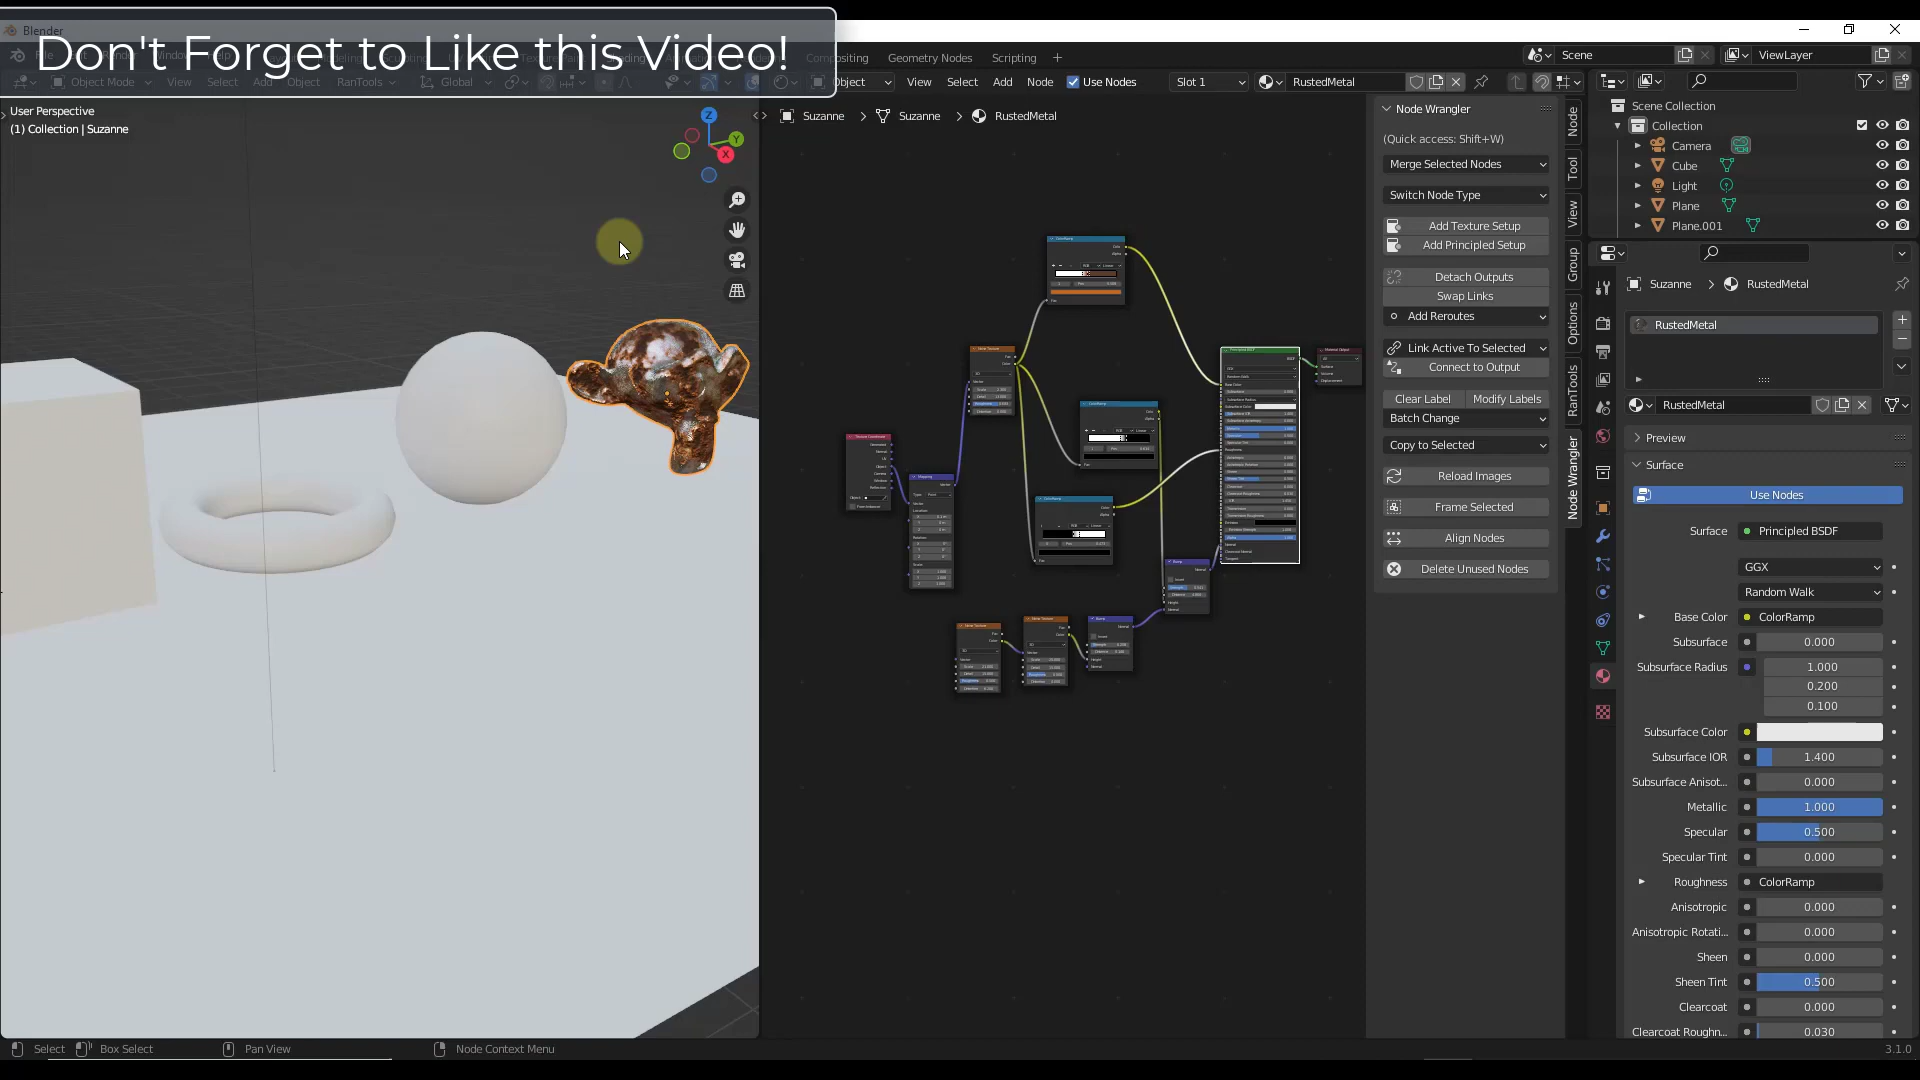 Blender
Don't Forget to Like this Video!
Compositing Geometry Nodes Scripting +
Scene
ViewLayer
Object Mode View Select Add Object RanTools Global
Object View Select Add Node Use Nodes Slot 1 RustedMetal
User Perspective
(1) Collection | Suzanne
Z
Y
X
Suzanne > Suzanne > RustedMetal
Node Wrangler
(Quick access: Shift+W)
Merge Selected Nodes
Switch Node Type
Add Texture Setup
Add Principled Setup
Detach Outputs
Swap Links
Add Reroutes
Link Active To Selected
Connect to Output
Clear Label Modify Labels
Batch Change
Copy to Selected
Reload Images
Frame Selected
Align Nodes
Delete Unused Nodes
Node
Tool
View
Group
Options
RanTools
Node Wrangler
Scene Collection
Collection
Camera
Cube
Light
Plane
Plane.001
Suzanne > RustedMetal
RustedMetal
RustedMetal
Preview
Surface
Use Nodes
Surface Principled BSDF
GGX
Random Walk
Base Color ColorRamp
Subsurface 0.000
Subsurface Radius 1.000
0.200
0.100
Subsurface Color
Subsurface IOR 1.400
Subsurface Anisot... 0.000
Metallic 1.000
Specular 0.500
Specular Tint 0.000
Roughness ColorRamp
Anisotropic 0.000
Anisotropic Rotati... 0.000
Sheen 0.000
Sheen Tint 0.500
Clearcoat 0.000
Clearcoat Roughn... 0.030
Select Box Select Pan View Node Context Menu
3.1.0